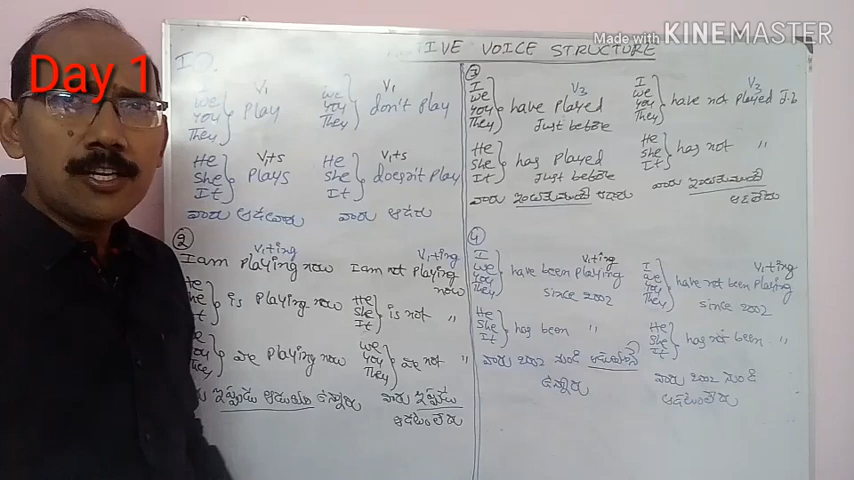 Made with KINEMASTER
Day 1
TIVE VOICE STRUCTURE
V1
We
You
They
Play
V1
We
You
They
don't Play
He
She
It
V1+s
Plays
He
She
It
V1+s
doesn't Play
వారు ఆడతారు
వారు ఆడరు
2
V1+ing
I am Playing now
V1+ing
I am not Playing
now
He
She
It
is Playing now
He
She
It
is not "
You
They
are Playing now
We
You
They
are not "
ఇప్పుడు ఆడుతూ ఉన్నారు
వారు ఇప్పుడు
ఆడటంలేదు
3
I
We
You
They
V3
have Played
Just before
I
We
You
They
V3
have not Played J.b
He
She
It
has Played
Just before
He
She
It
has not "
వారు ఇంతకుముందే ఆడారు
వారు ఇంతకుముందే
ఆడలేదు
4
I
We
You
They
V1+ing
have been Playing
since 2002
I
We
You
They
V1+ing
have not been Playing
since 2002
He
She
It
has been "
He
She
It
has not been "
వారు 2002 నుండి ఆడుతూనే
ఉన్నారు
వారు 2002 నుండి
ఆడటంలేదు